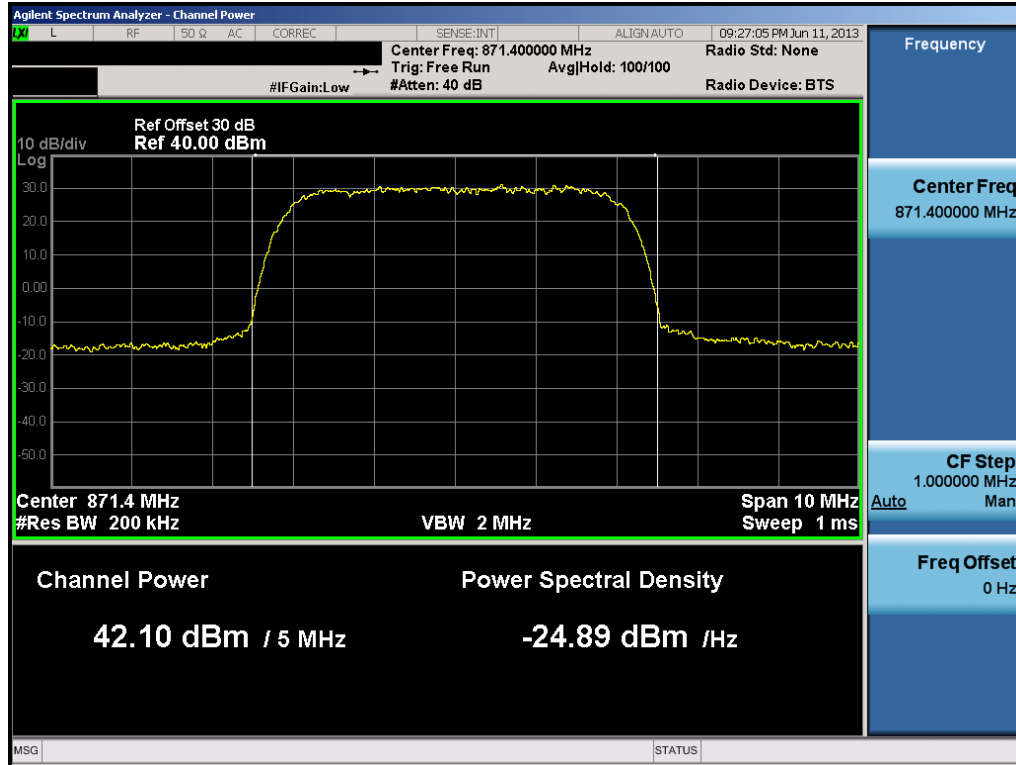 Agilent Spectrum Analyzer - Channel Power
LXI L RF 50 Ω AC CORREC SENSE:INT ALIGN AUTO 09:27:05 PM Jun 11, 2013
Center Freq: 871.400000 MHz Radio Std: None
Trig: Free Run Avg|Hold: 100/100
#IFGain:Low #Atten: 40 dB Radio Device: BTS
Ref Offset 30 dB
10 dB/div Ref 40.00 dBm
Log
30.0
20.0
10.0
0.00
-10.0
-20.0
-30.0
-40.0
-50.0
Center 871.4 MHz Span 10 MHz
#Res BW 200 kHz VBW 2 MHz Sweep 1 ms
Channel Power Power Spectral Density
42.10 dBm / 5 MHz -24.89 dBm /Hz
MSG STATUS
Frequency
Center Freq
871.400000 MHz
CF Step
1.000000 MHz
Auto Man
Freq Offset
0 Hz